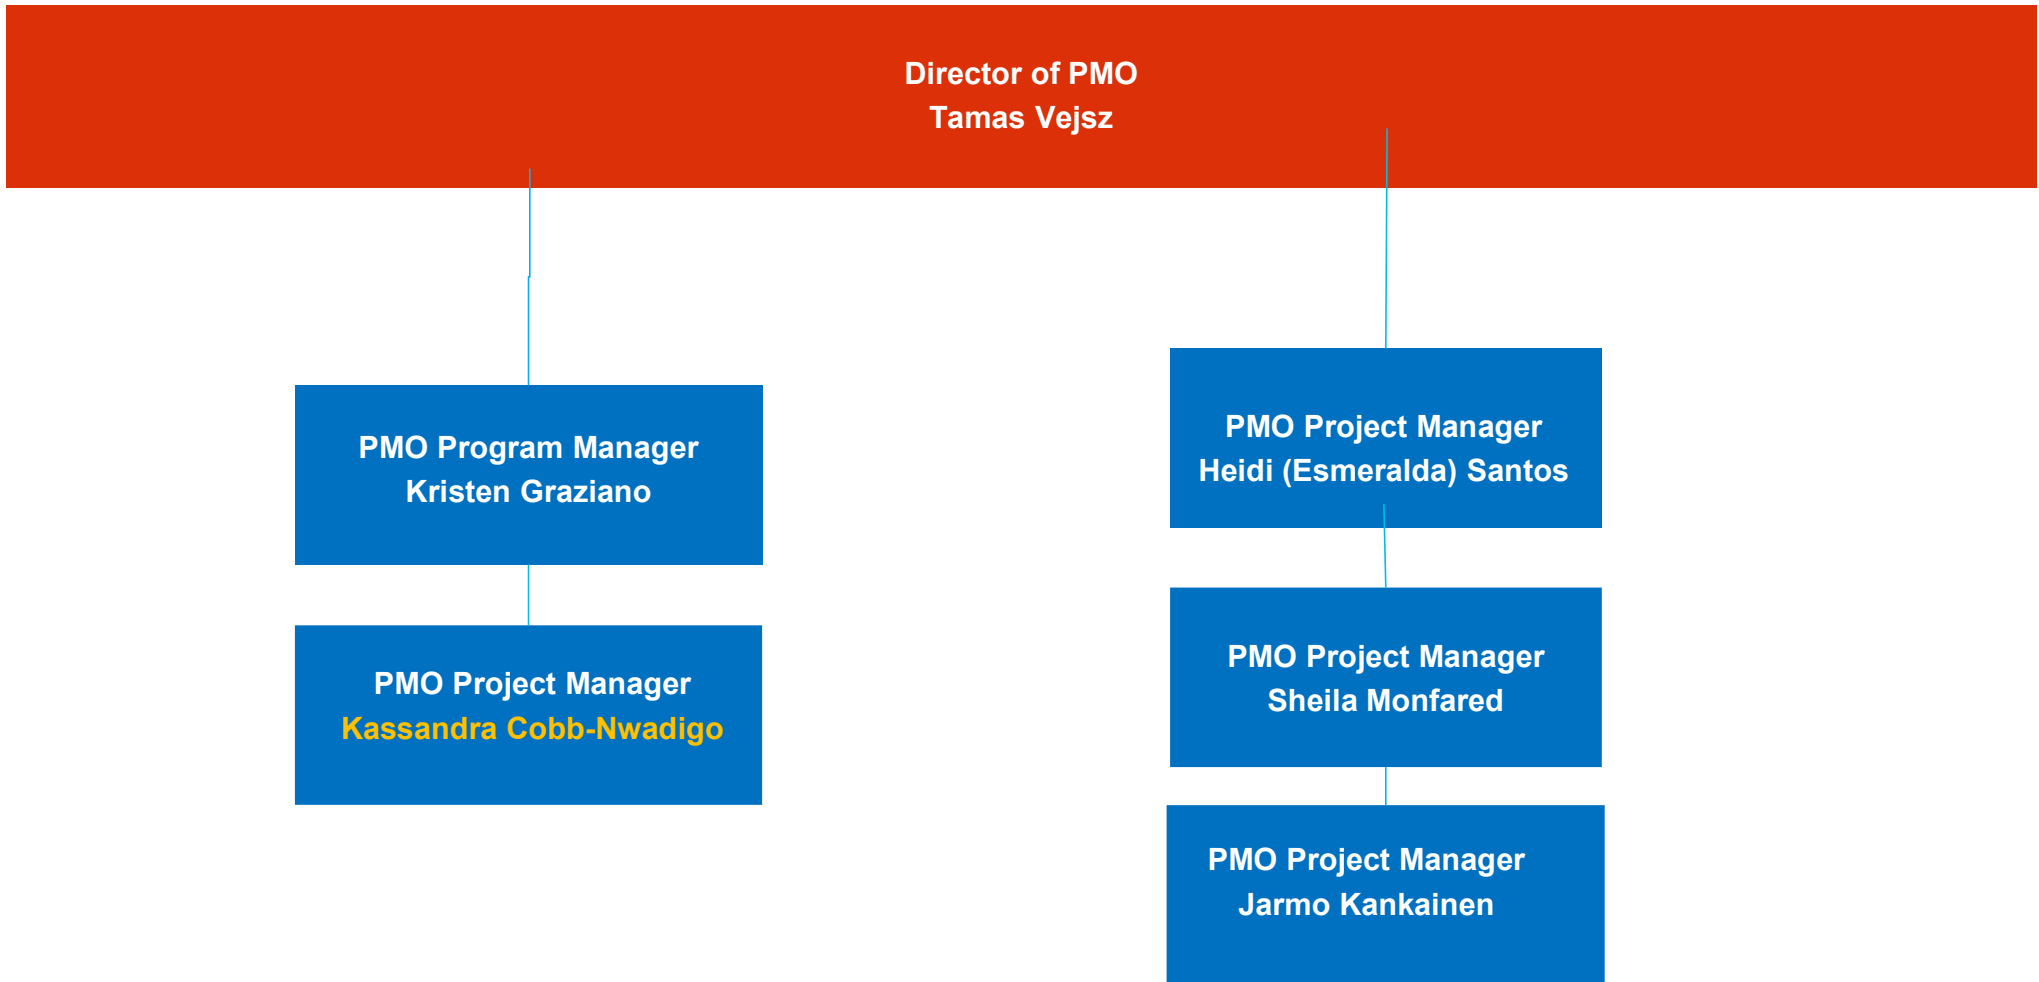 Director of PMO
Tamas Vejsz
PMO Program Manager
Kristen Graziano
PMO Project Manager
Kassandra Cobb-Nwadigo
PMO Project Manager
Heidi (Esmeralda) Santos
PMO Project Manager
Sheila Monfared
PMO Project Manager
Jarmo Kankainen